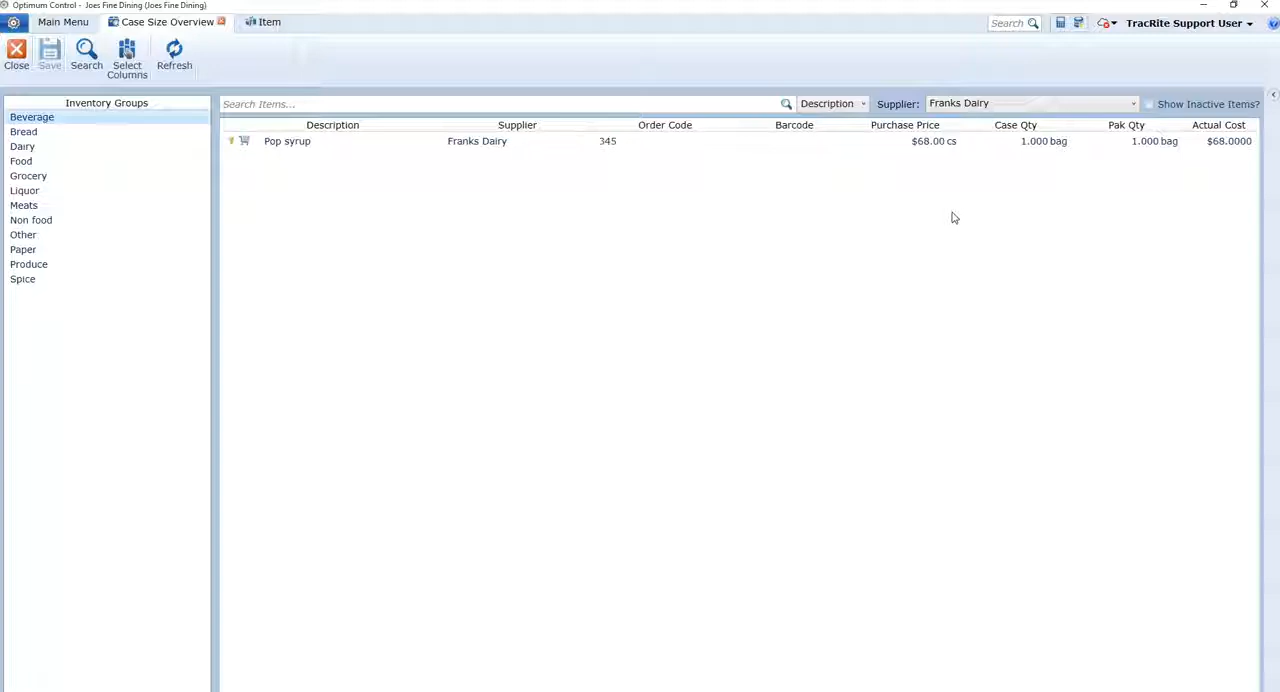 Optimum Control - Joes Fine Dining (Joes Fine Dining)
Main Menu Case Size Overview Item Search TracRite Support User
Close Save Search Select Columns Refresh
Inventory Groups
Beverage
Bread
Dairy
Food
Grocery
Liquor
Meats
Non food
Other
Paper
Produce
Spice
Search Items... Description Supplier: Franks Dairy Show Inactive Items?
Description Supplier Order Code Barcode Purchase Price Case Qty Pak Qty Actual Cost
Pop syrup Franks Dairy 345 $68.00 cs 1.000 bag 1.000 bag $68.0000